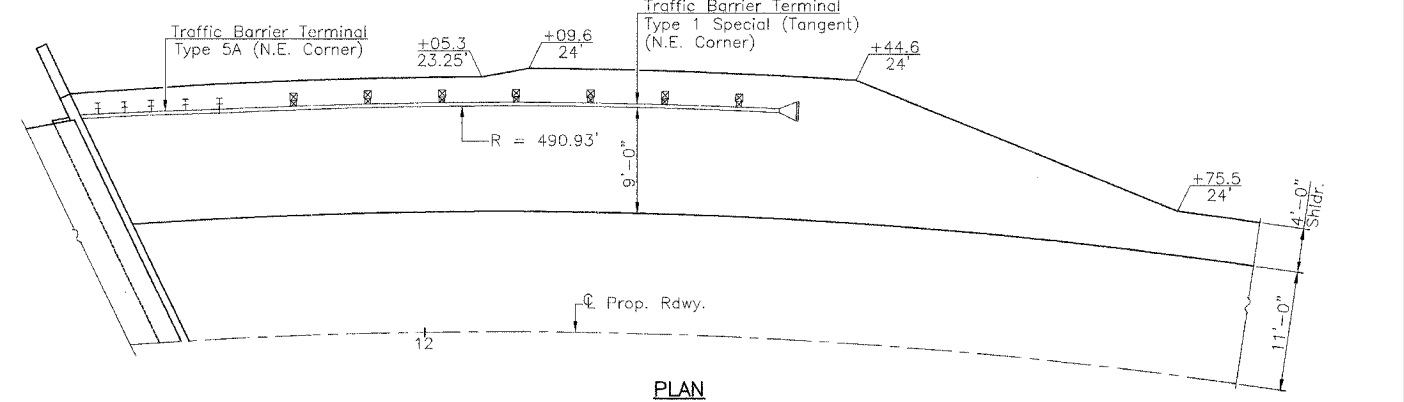 Traffic Barrier Terminal
Type 1 Special (Tangent)
(N.E. Corner)
Traffic Barrier Terminal
Type 5A (N.E. Corner)
+05.3
23.25'
+09.6
24'
+44.6
24'
R = 490.93'
9'-0"
+75.5
24'
4'-0"
Shldr.
℄ Prop. Rdwy.
12
11'-0"
PLAN